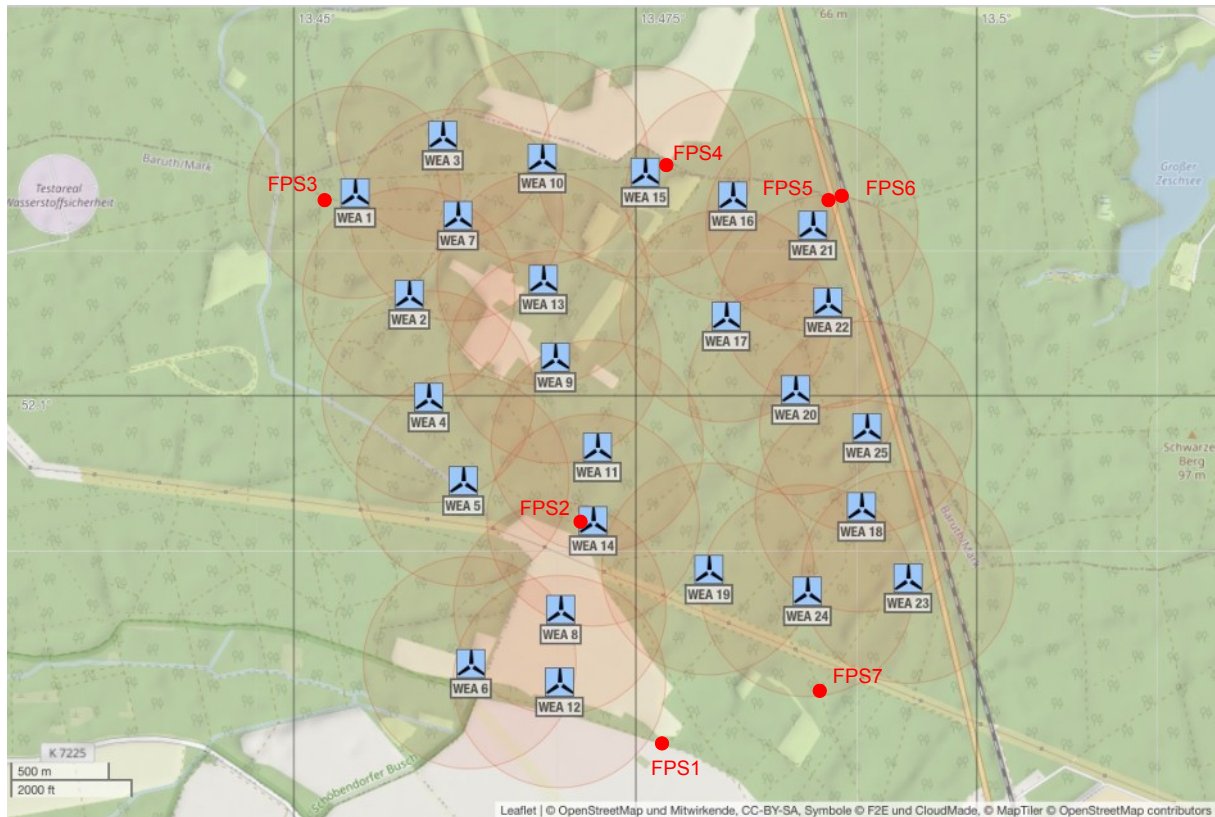 13.45°
13.475°
66 m
13.5°
Baruth/Mark
WEA 3
FPS4
WEA 10
Großer
Zeschsee
Testareal
Wasserstoffsicherheit
FPS3
WEA 15
FPS5
FPS6
WEA 1
WEA 16
WEA 7
WEA 21
WEA 13
WEA 2
WEA 17
WEA 22
WEA 9
52.1°
WEA 4
WEA 20
WEA 25
Schwarzer
Berg
97 m
WEA 11
WEA 5
FPS2
WEA 18
WEA 14
Baruth/Mark
WEA 19
WEA 24
WEA 23
WEA 8
WEA 6
WEA 12
FPS7
FPS1
K 7225
Schöbendorfer Busch
500 m
2000 ft
Leaflet | © OpenStreetMap und Mitwirkende, CC-BY-SA, Symbole © F2E und CloudMade, © MapTiler © OpenStreetMap contributors